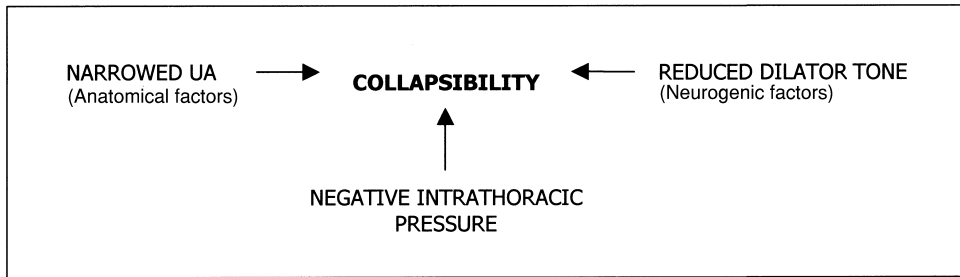 NARROWED UA
(Anatomical factors)
COLLAPSIBILITY
REDUCED DILATOR TONE
(Neurogenic factors)
NEGATIVE INTRATHORACIC
PRESSURE